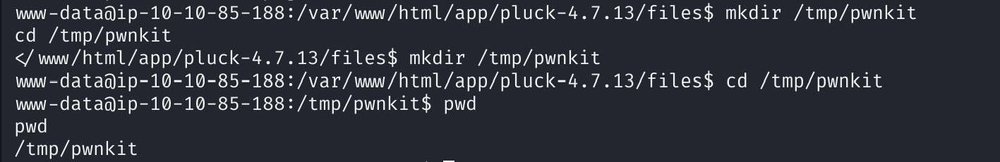 www-data@ip-10-10-85-188:/var/www/html/app/pluck-4.7.13/files$ mkdir /tmp/pwnkit
cd /tmp/pwnkit
</www/html/app/pluck-4.7.13/files$ mkdir /tmp/pwnkit
www-data@ip-10-10-85-188:/var/www/html/app/pluck-4.7.13/files$ cd /tmp/pwnkit
www-data@ip-10-10-85-188:/tmp/pwnkit$ pwd
pwd
/tmp/pwnkit